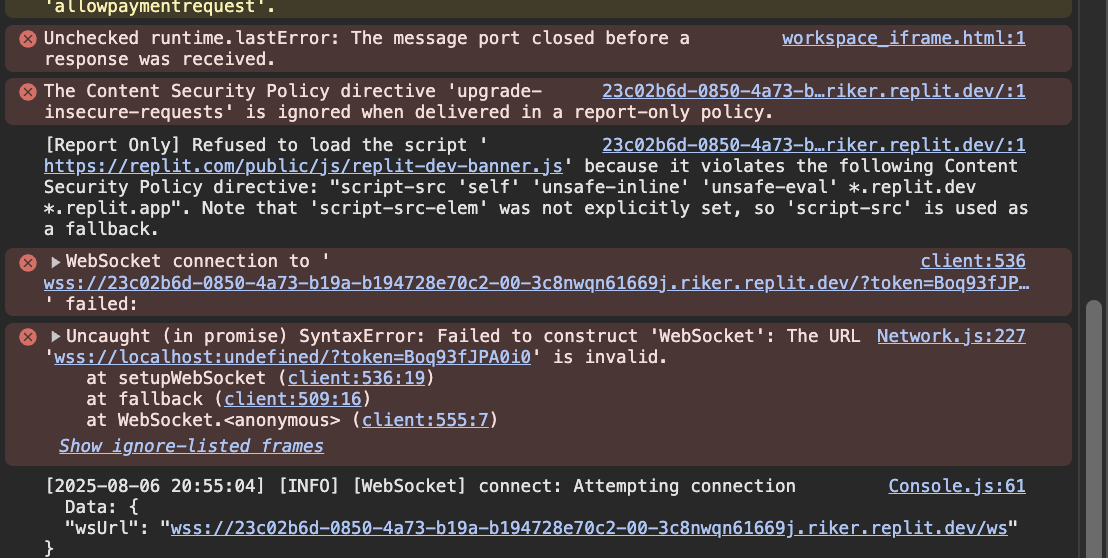 'allowpaymentrequest'.
Unchecked runtime.lastError: The message port closed before a workspace_iframe.html:1
response was received.
The Content Security Policy directive 'upgrade- 23c02b6d-0850-4a73-b…riker.replit.dev/:1
insecure-requests' is ignored when delivered in a report-only policy.
[Report Only] Refused to load the script ' 23c02b6d-0850-4a73-b…riker.replit.dev/:1
https://replit.com/public/js/replit-dev-banner.js' because it violates the following Content
Security Policy directive: "script-src 'self' 'unsafe-inline' 'unsafe-eval' *.replit.dev
*.replit.app". Note that 'script-src-elem' was not explicitly set, so 'script-src' is used as
a fallback.
WebSocket connection to ' client:536
wss://23c02b6d-0850-4a73-b19a-b194728e70c2-00-3c8nwqn61669j.riker.replit.dev/?token=Boq93fJP…
' failed:
Uncaught (in promise) SyntaxError: Failed to construct 'WebSocket': The URL Network.js:227
'wss://localhost:undefined/?token=Boq93fJPA0i0' is invalid.
at setupWebSocket (client:536:19)
at fallback (client:509:16)
at WebSocket.<anonymous> (client:555:7)
Show ignore-listed frames
[2025-08-06 20:55:04] [INFO] [WebSocket] connect: Attempting connection Console.js:61
Data: {
"wsUrl": "wss://23c02b6d-0850-4a73-b19a-b194728e70c2-00-3c8nwqn61669j.riker.replit.dev/ws"
}